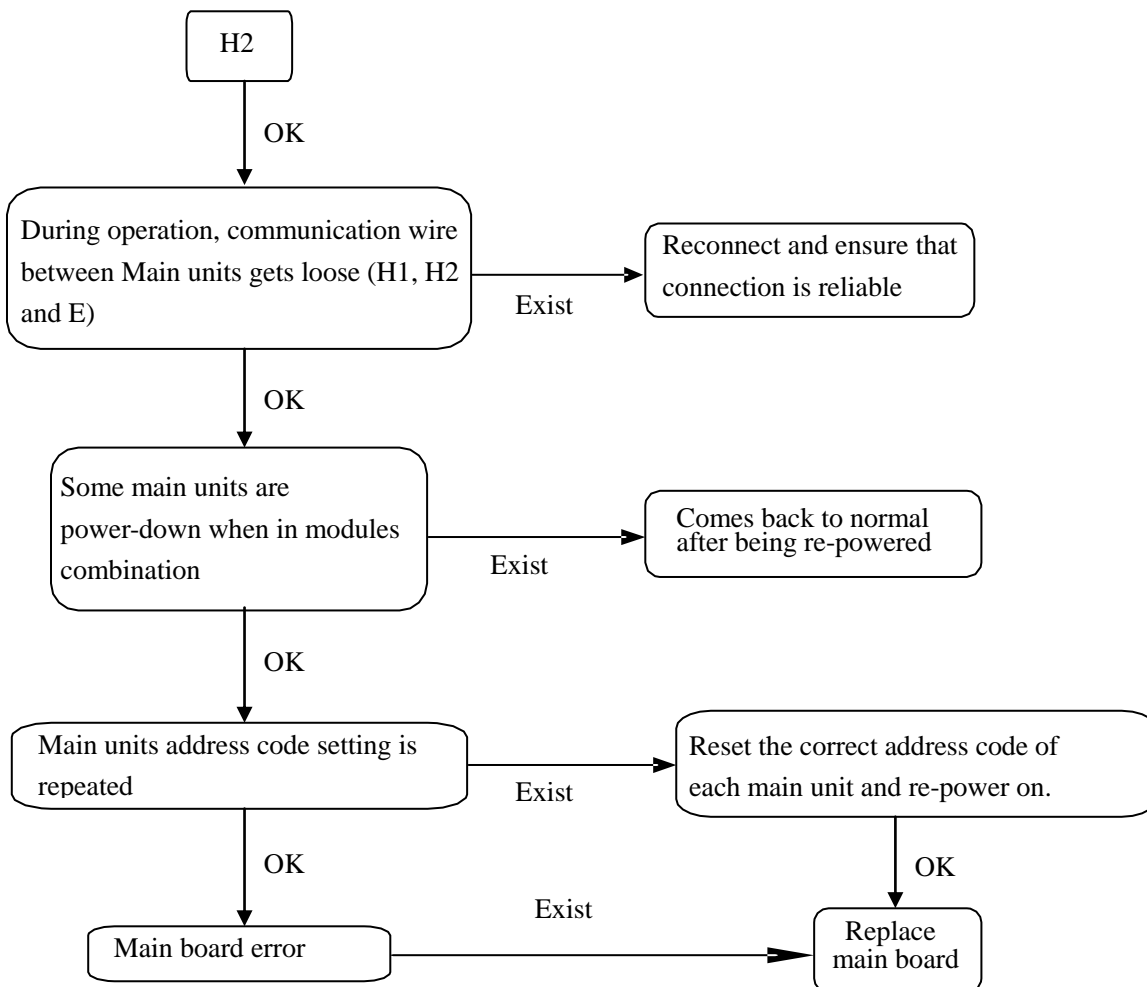 H2
OK
During operation, communication wire
between Main units gets loose (H1, H2
and E)
Exist
Reconnect and ensure that
connection is reliable
OK
Some main units are
power-down when in modules
combination
Exist
Comes back to normal
after being re-powered
OK
Main units address code setting is
repeated
Exist
Reset the correct address code of
each main unit and re-power on.
OK
OK
Main board error
Exist
Replace
main board